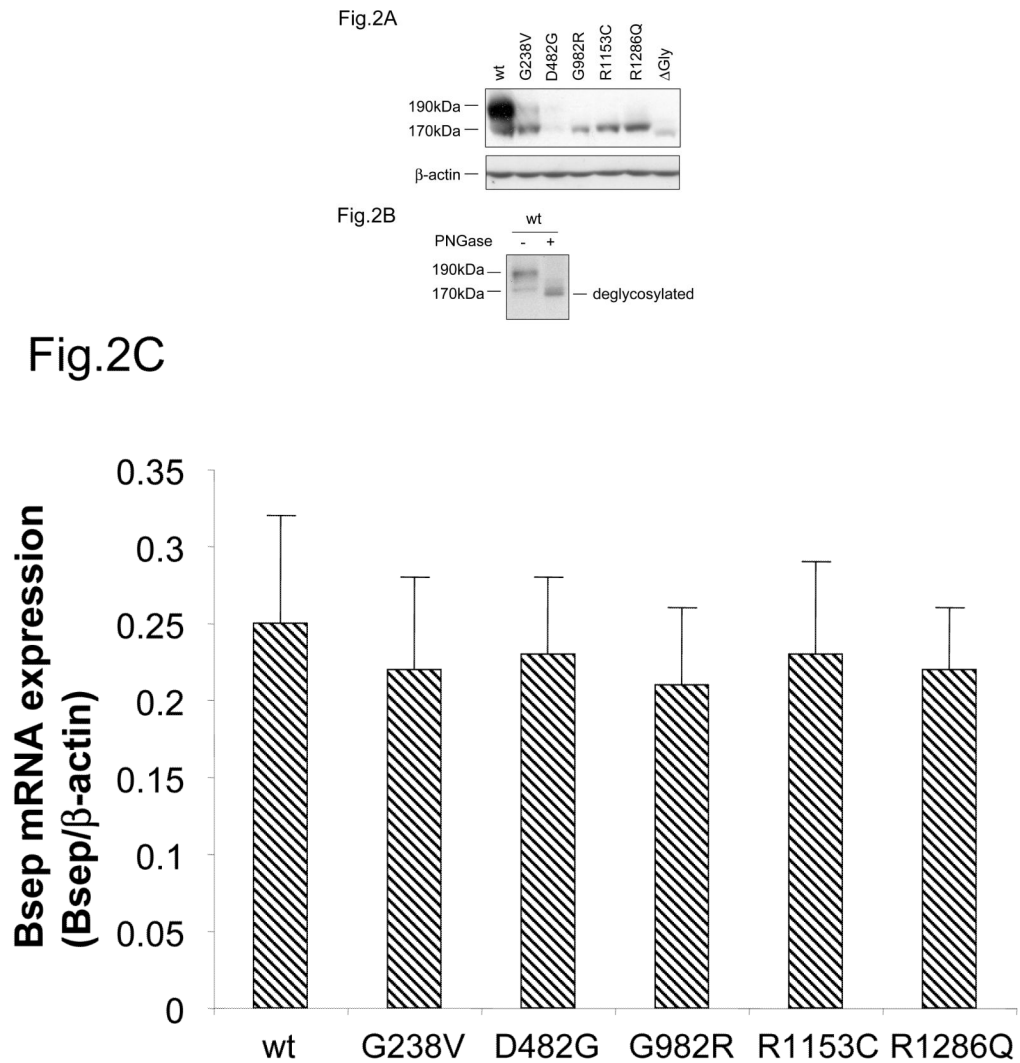 Fig.2A
wt G238V D482G G982R R1153C R1286Q ΔGly
190kDa
170kDa
β-actin
Fig.2B
wt
PNGase - +
190kDa
170kDa deglycosylated
Fig.2C
Bsep mRNA expression
(Bsep/β-actin)
0.35
0.3
0.25
0.2
0.15
0.1
0.05
0
wt G238V D482G G982R R1153C R1286Q